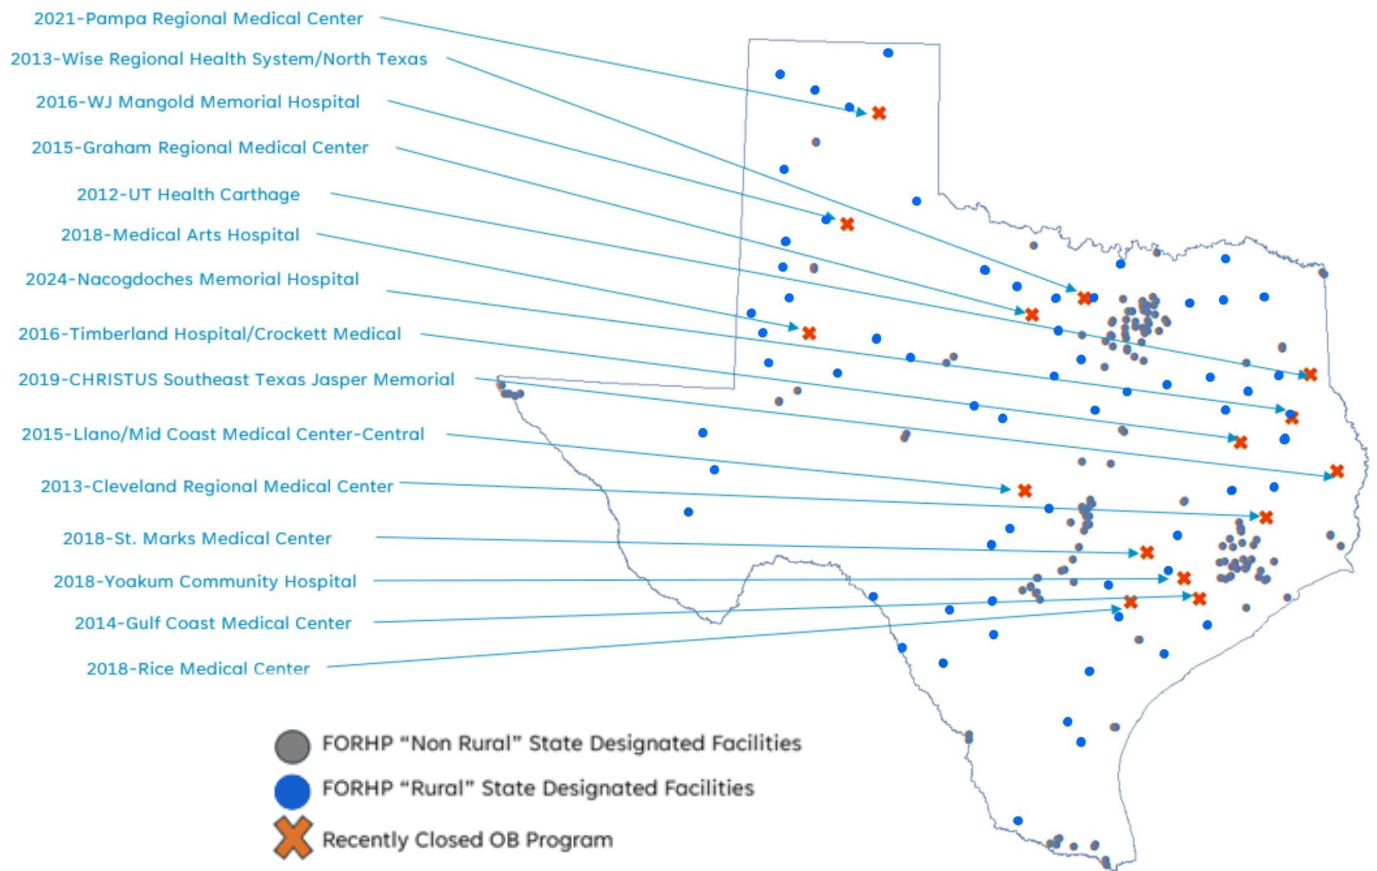 2021-Pampa Regional Medical Center
2013-Wise Regional Health System/North Texas
2016-WJ Mangold Memorial Hospital
2015-Graham Regional Medical Center
2012-UT Health Carthage
2018-Medical Arts Hospital
2024-Nacogdoches Memorial Hospital
2016-Timberland Hospital/Crockett Medical
2019-CHRISTUS Southeast Texas Jasper Memorial
2015-Llano/Mid Coast Medical Center-Central
2013-Cleveland Regional Medical Center
2018-St. Marks Medical Center
2018-Yoakum Community Hospital
2014-Gulf Coast Medical Center
2018-Rice Medical Center
FORHP “Non Rural” State Designated Facilities
FORHP “Rural” State Designated Facilities
Recently Closed OB Program